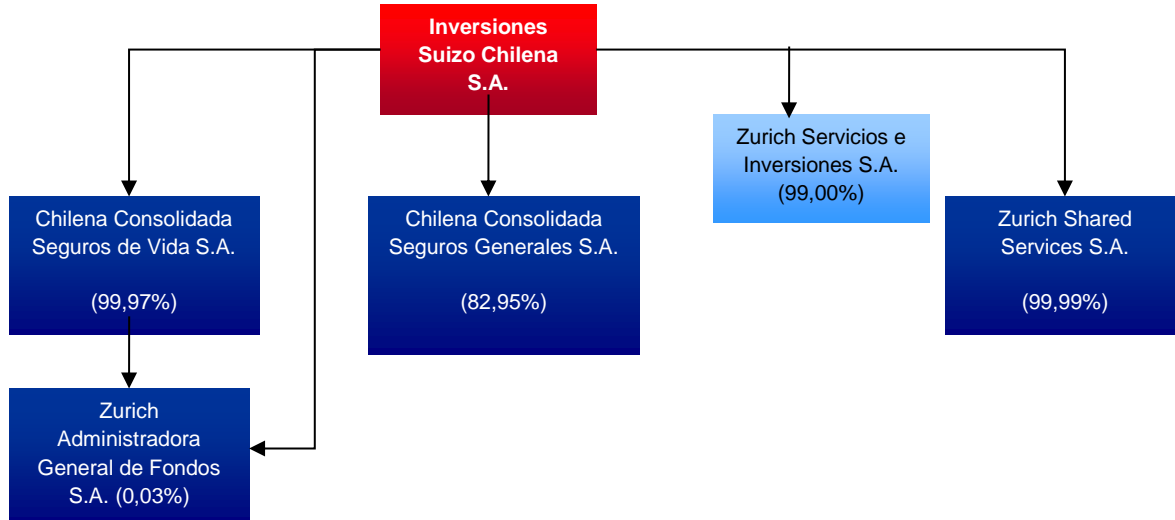 Inversiones
Suizo Chilena
S.A.
Zurich Servicios e
Inversiones S.A.
(99,00%)
Chilena Consolidada
Seguros de Vida S.A.
(99,97%)
Chilena Consolidada
Seguros Generales S.A.
(82,95%)
Zurich Shared
Services S.A.
(99,99%)
Zurich
Administradora
General de Fondos
S.A. (0,03%)